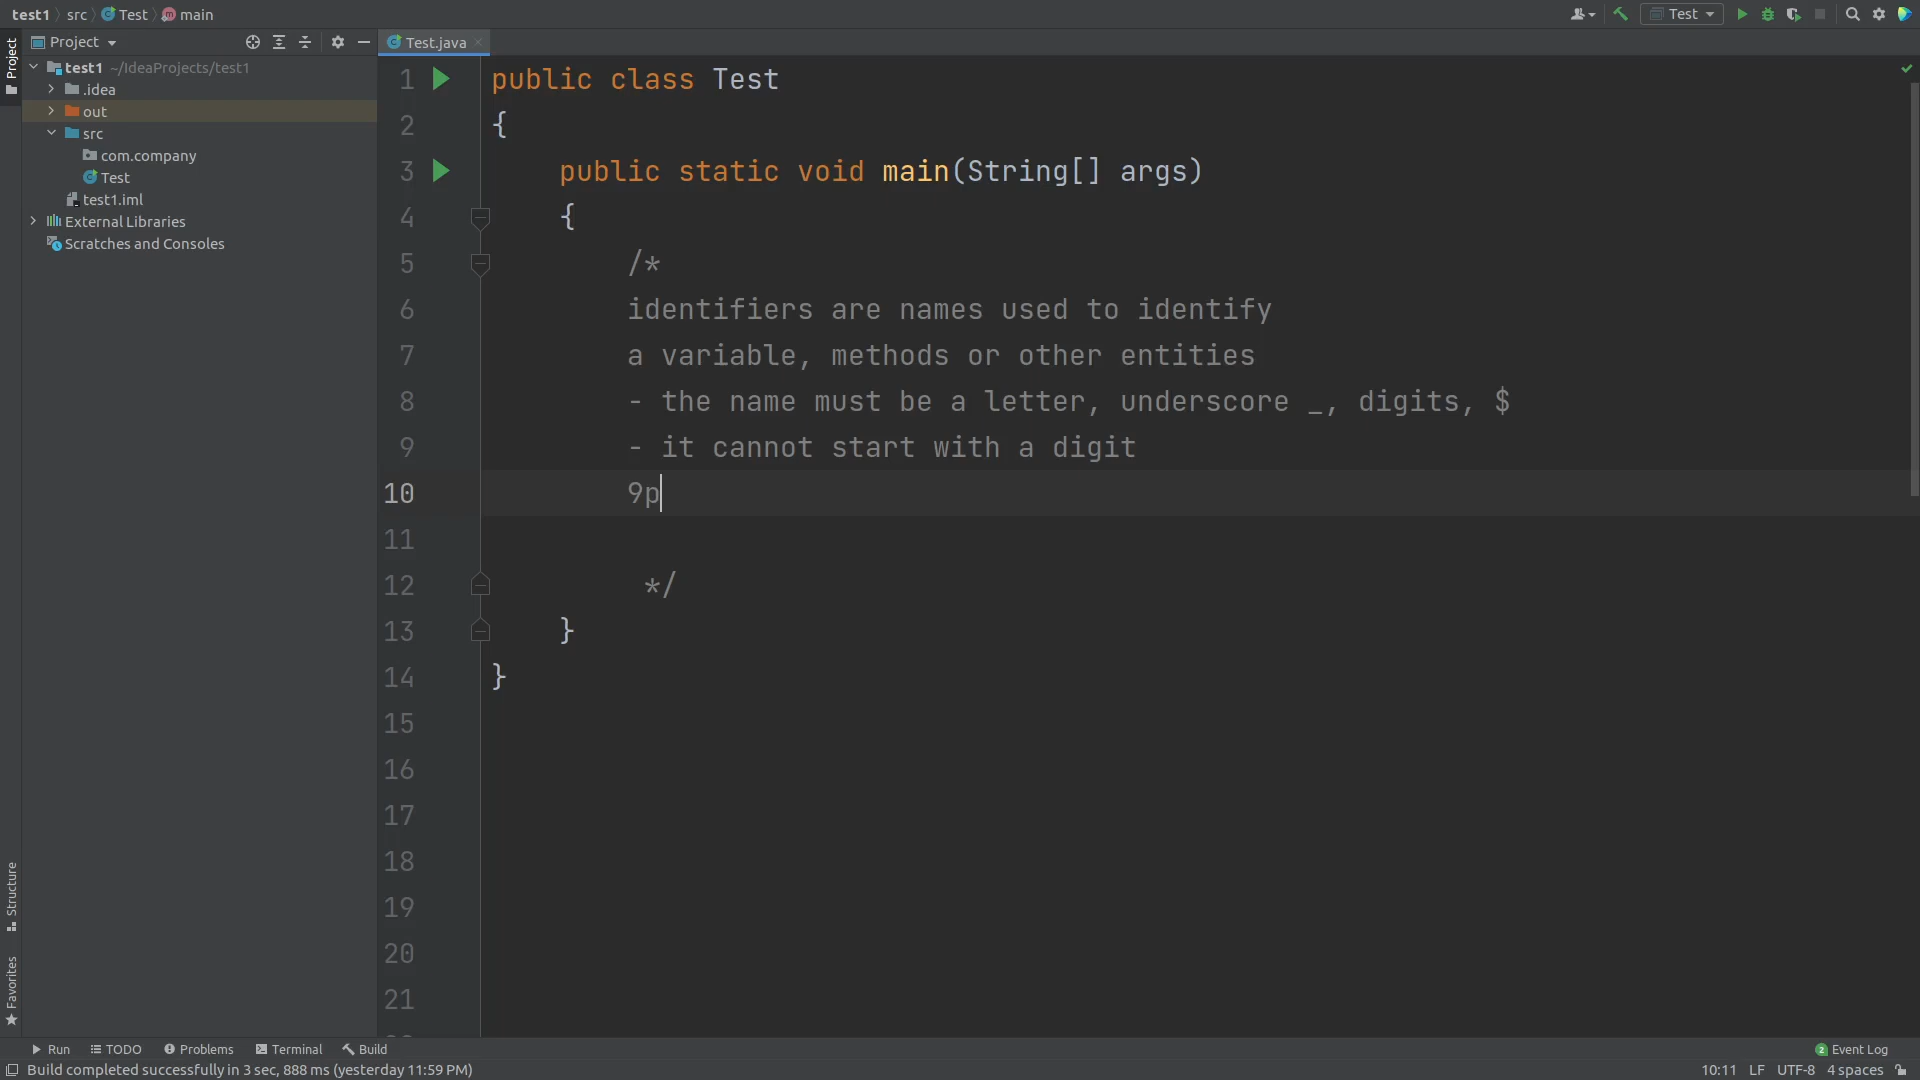 test1 src Test main
Test
Project
Test.java
Project
test1 ~/IdeaProjects/test1
.idea
out
src
com.company
Test
test1.iml
External Libraries
Scratches and Consoles
1 public class Test
2 {
3 public static void main(String[] args)
4 {
5 /*
6 identifiers are names used to identify
7 a variable, methods or other entities
8 - the name must be a letter, underscore _, digits, $
9 - it cannot start with a digit
10 9p
11
12 */
13 }
14 }
15
16
17
18
19
20
21
Structure
Favorites
Run TODO Problems Terminal Build
2 Event Log
Build completed successfully in 3 sec, 888 ms (yesterday 11:59 PM)
10:11 LF UTF-8 4 spaces